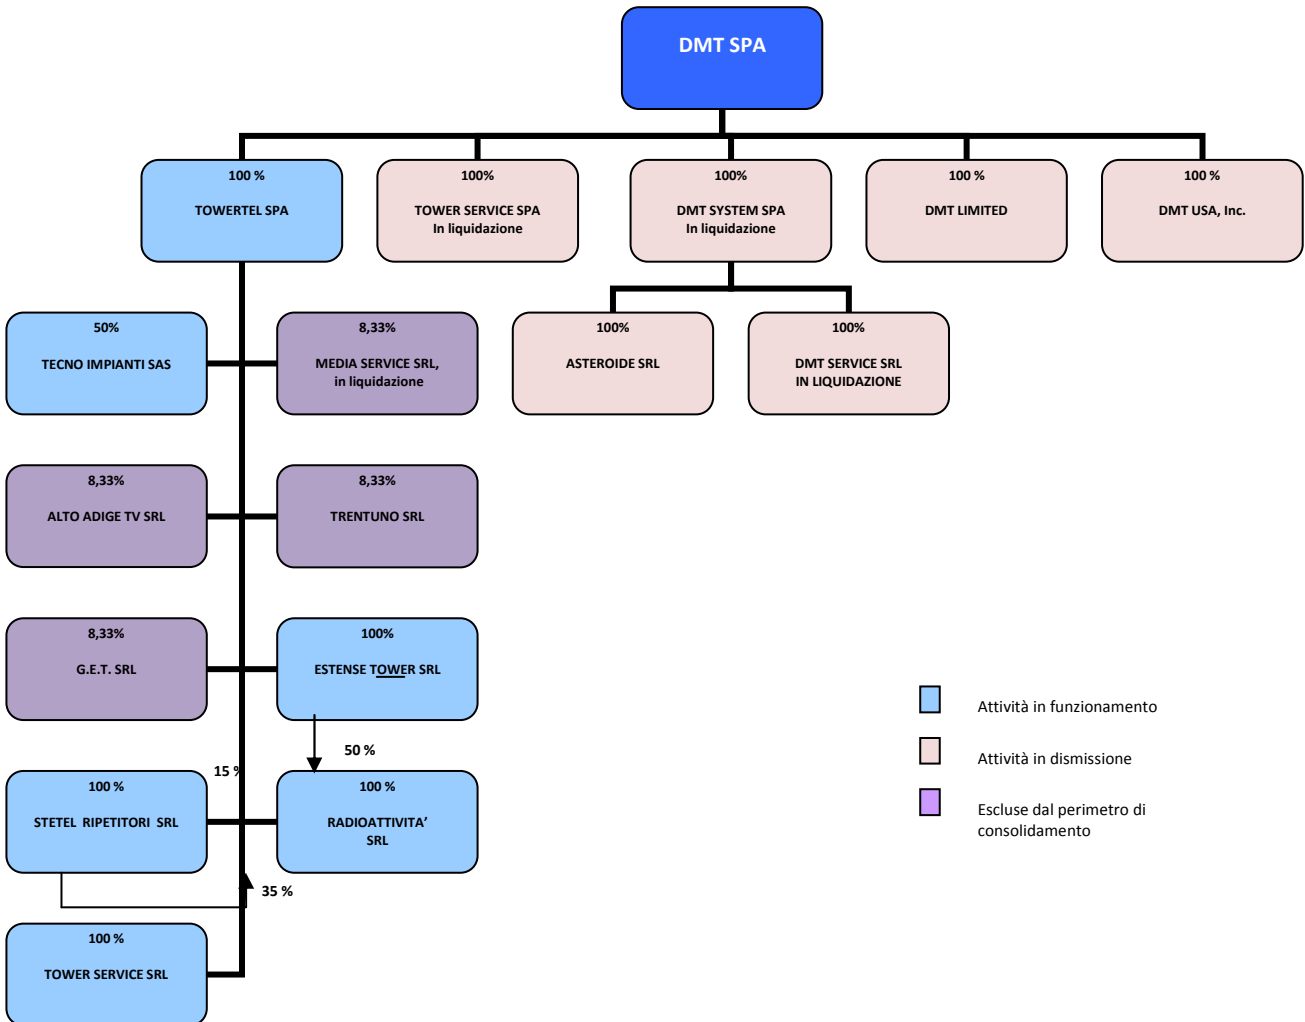 DMT SPA
100 %
TOWERTEL SPA
100%
TOWER SERVICE SPA
In liquidazione
100%
DMT SYSTEM SPA
In liquidazione
100 %
DMT LIMITED
100 %
DMT USA, Inc.
50%
TECNO IMPIANTI SAS
8,33%
MEDIA SERVICE SRL,
in liquidazione
100%
ASTEROIDE SRL
100%
DMT SERVICE SRL
IN LIQUIDAZIONE
8,33%
ALTO ADIGE TV SRL
8,33%
TRENTUNO SRL
8,33%
G.E.T. SRL
100%
ESTENSE TOWER SRL
50 %
15 %
100 %
STETEL RIPETITORI SRL
100 %
RADIOATTIVITA’
SRL
35 %
100 %
TOWER SERVICE SRL
Attività in funzionamento
Attività in dismissione
Escluse dal perimetro di
consolidamento